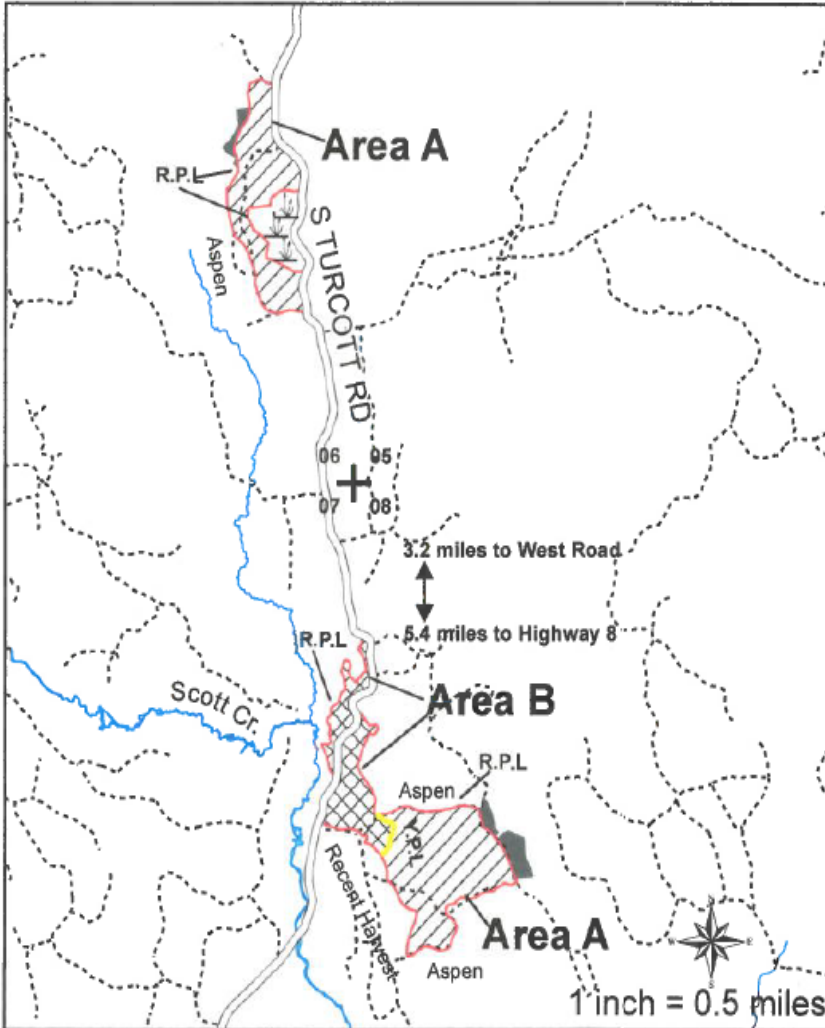 Area A
R.P.L
Aspen
S TURCOTT RD
06 05
07 08
3.2 miles to West Road
5.4 miles to Highway 8
R.P.L
Scott Cr.
Area B
R.P.L
Aspen
Y.P.L
Recent Harvest
Area A
Aspen
N
W E
S
1 inch = 0.5 miles